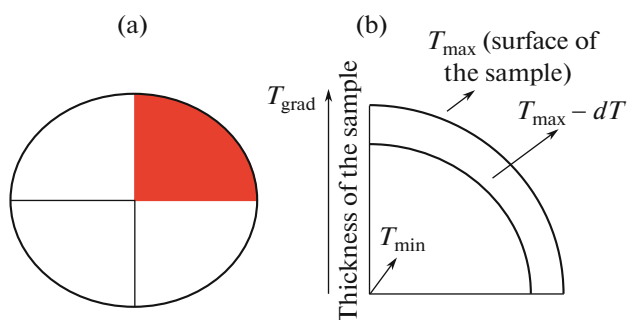 (a)
(b)
T_max (surface of
the sample)
T_grad
Thickness of the sample
T_max – dT
T_min